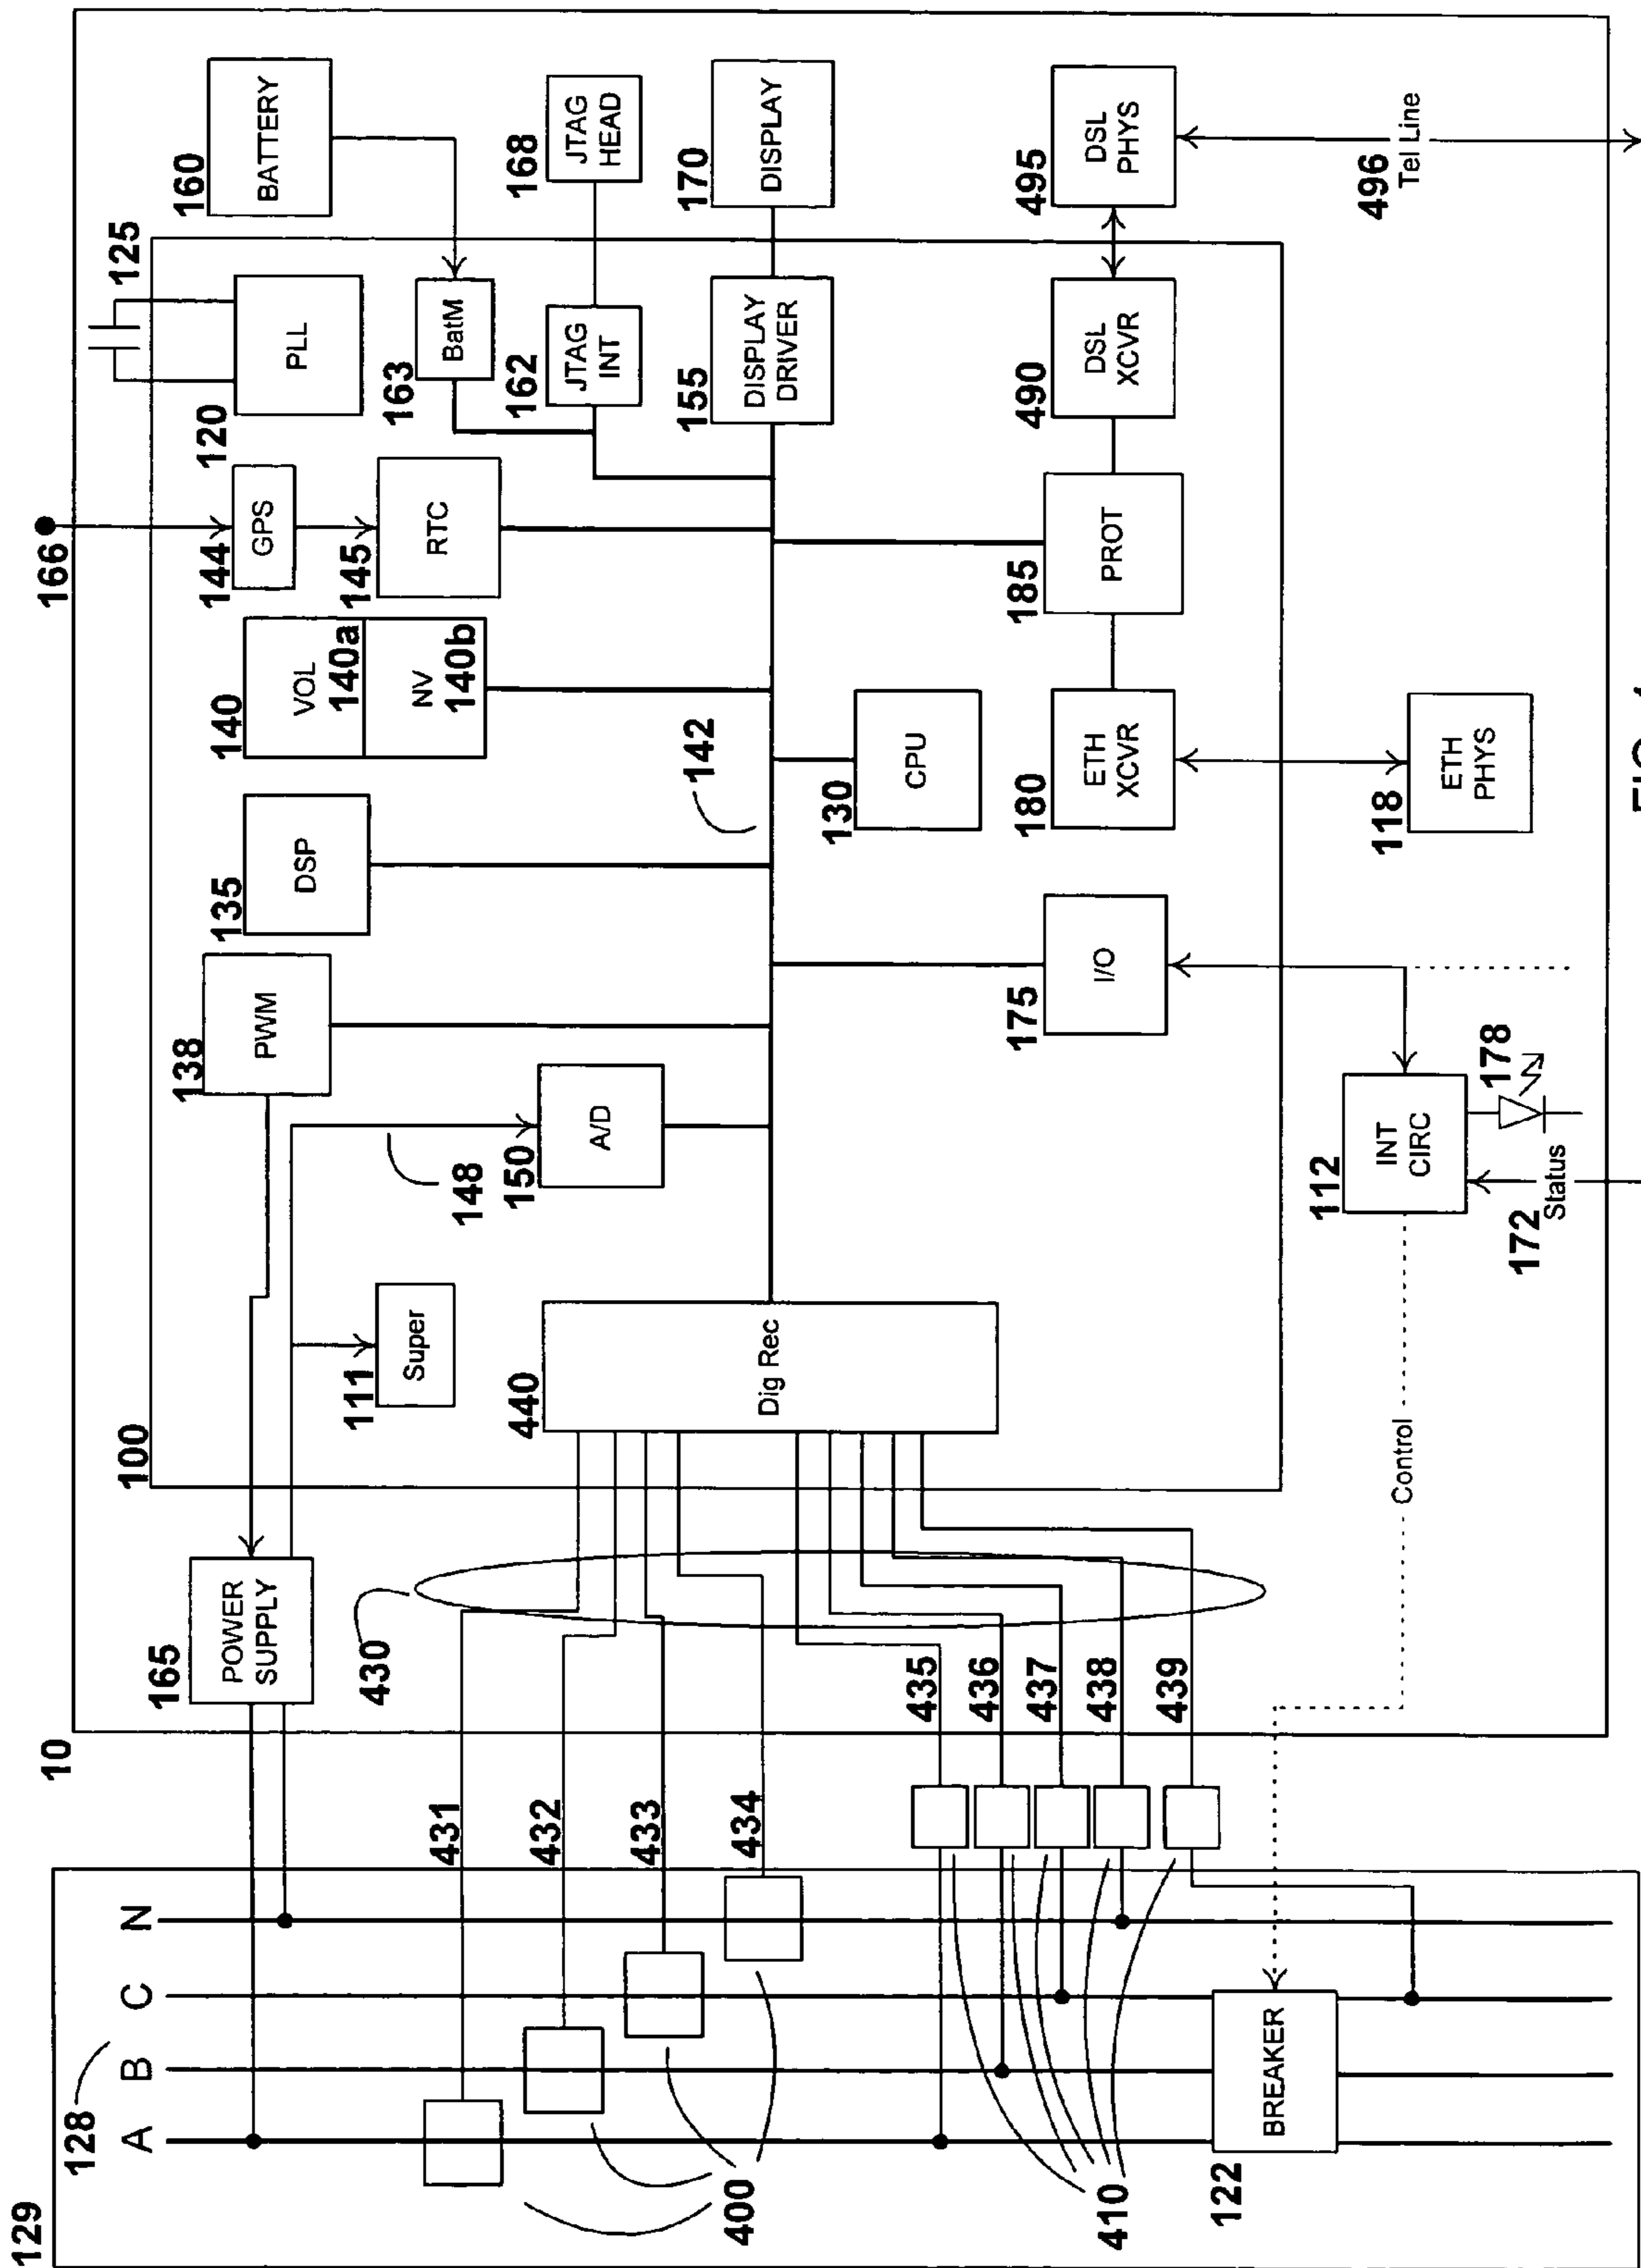 129
128
A
B
C
N
400
431
432
433
434
410
435
436
437
438
439
122
BREAKER
10
165
POWER
SUPPLY
430
100
111
Super
440
Dig Rec
148
138
PWM
150
A/D
135
DSP
140
VOL
140a
NV
140b
142
166
144
GPS
145
RTC
120
PLL
125
160
BATTERY
163
BatM
162
JTAG
INT
168
JTAG
HEAD
155
DISPLAY
DRIVER
170
DISPLAY
130
CPU
175
I/O
180
ETH
XCVR
185
PROT
490
DSL
XCVR
495
DSL
PHYS
496
Tel Line
118
ETH
PHYS
112
INT
CIRC
178
172
Status
Control